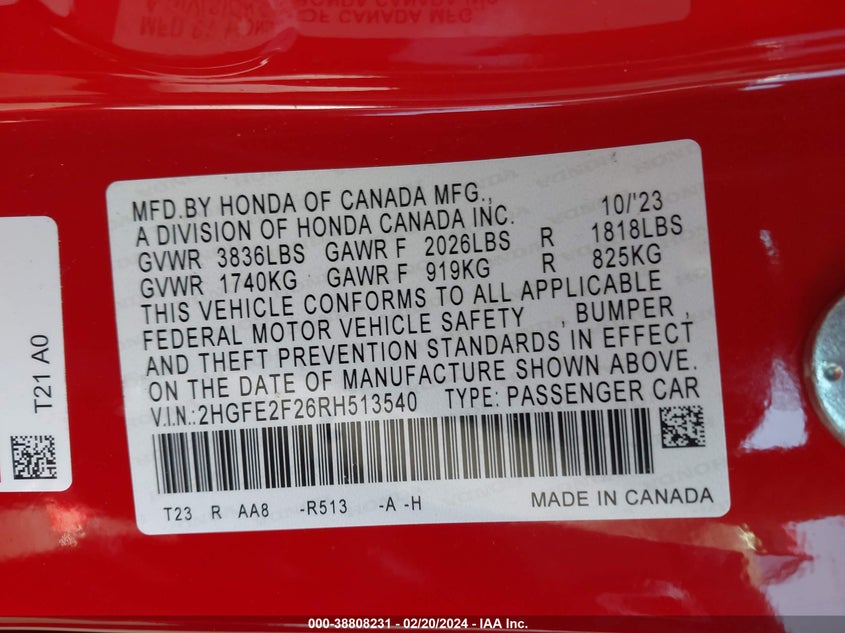 MFD.BY HONDA OF CANADA MFG.,
A DIVISION OF HONDA CANADA INC. 10/'23
GVWR 3836LBS GAWR F 2026LBS R 1818LBS
GVWR 1740KG GAWR F 919KG R 825KG
THIS VEHICLE CONFORMS TO ALL APPLICABLE
FEDERAL MOTOR VEHICLE SAFETY , BUMPER ,
AND THEFT PREVENTION STANDARDS IN EFFECT
ON THE DATE OF MANUFACTURE SHOWN ABOVE.
V.I.N.:2HGFE2F26RH513540 TYPE: PASSENGER CAR
T23 R AA8 -R513 -A -H MADE IN CANADA
T21 A0
000-38808231 - 02/20/2024 - IAA Inc.